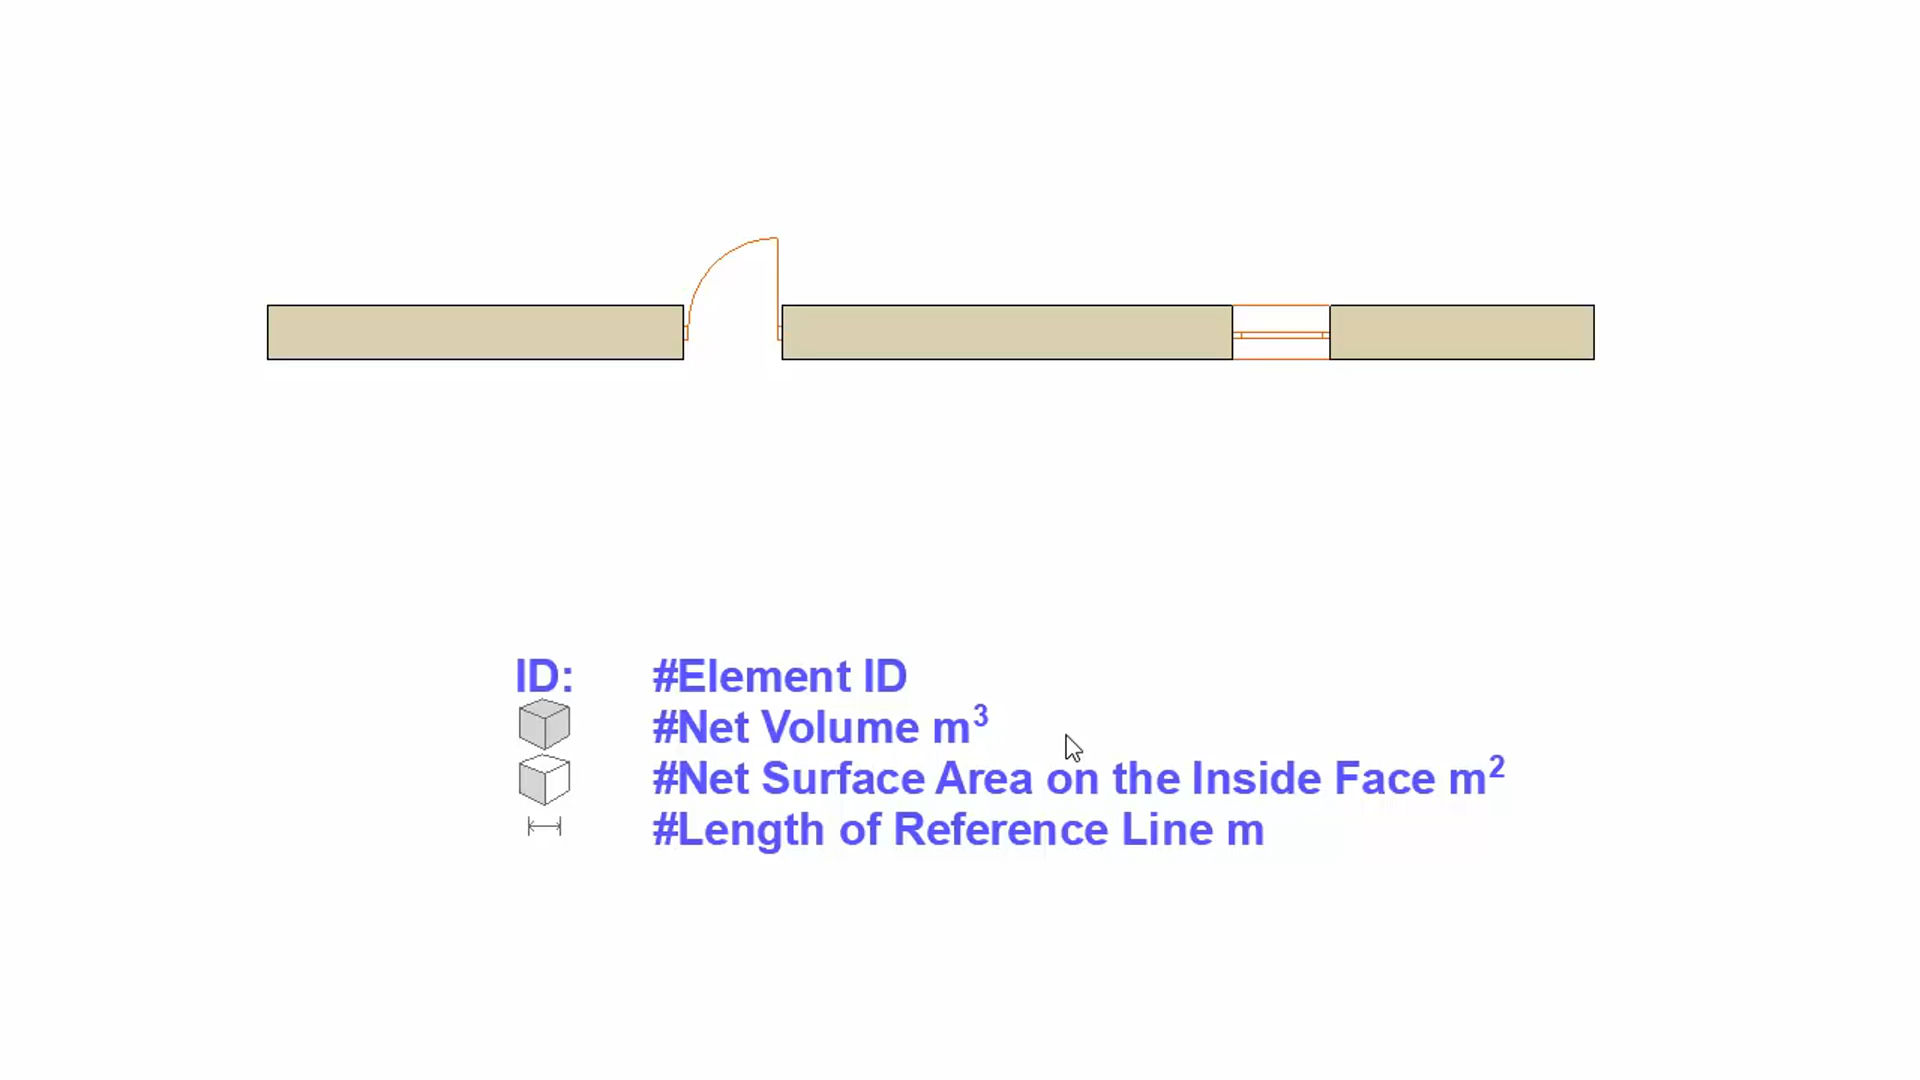 ID: #Element ID
#Net Volume m³
#Net Surface Area on the Inside Face m²
#Length of Reference Line m